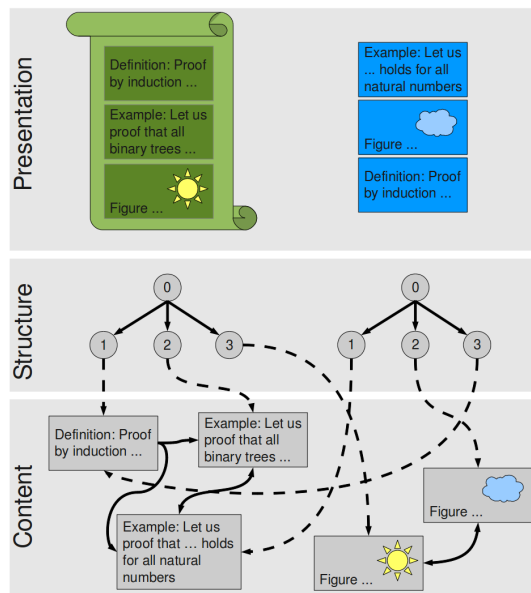 Presentation
Definition: Proof
by induction ...
Example: Let us
proof that all
binary trees ...
Figure ...
Example: Let us
... holds for all
natural numbers
Figure ...
Definition: Proof
by induction ...
Structure
0
1
2
3
0
1
2
3
Content
Definition: Proof
by induction ...
Example: Let us
proof that all
binary trees ...
Example: Let us
proof that ... holds
for all natural
numbers
Figure ...
Figure ...